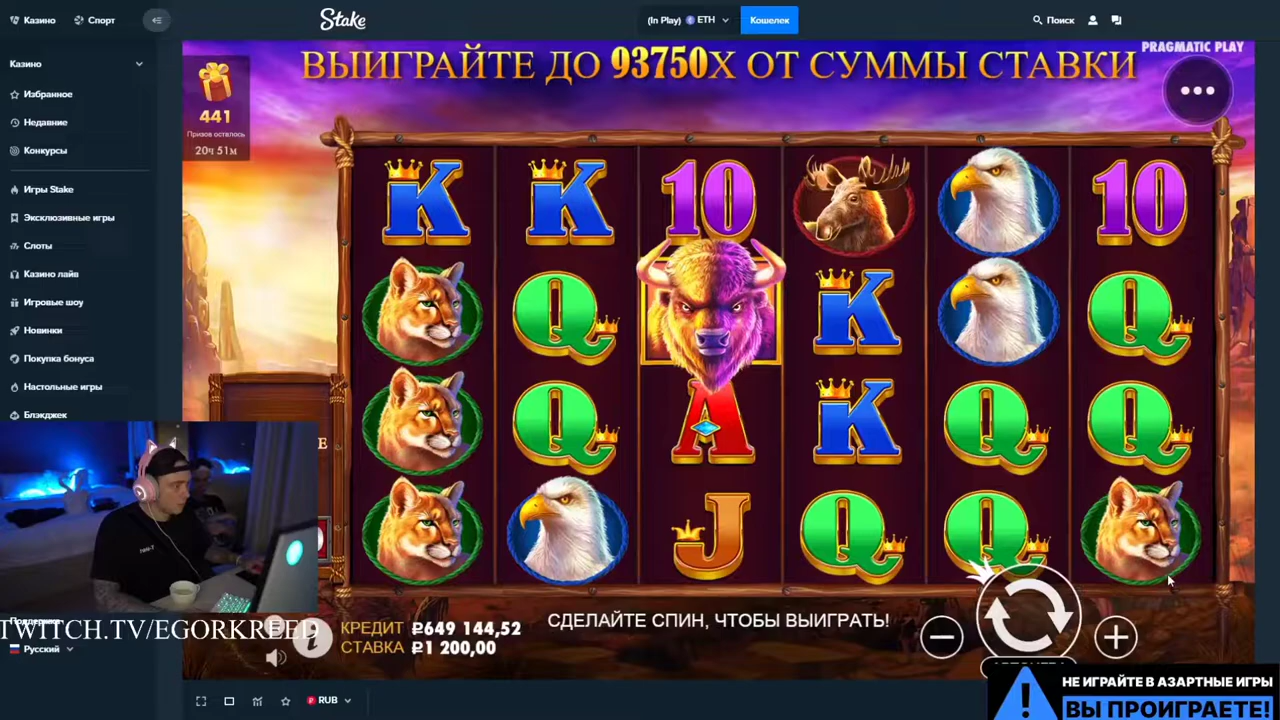 Казино
Спорт
Stake
(In Play) ETH
Кошелек
Поиск
Казино
Избранное
Недавние
Конкурсы
Игры Stake
Эксклюзивные игры
Слоты
Казино лайв
Игровые шоу
Новинки
Покупка бонуса
Настольные игры
Блэкджек
Русский
PRAGMATIC PLAY
ВЫИГРАЙТЕ ДО 93750X ОТ СУММЫ СТАВКИ
441
Призов осталось
20ч 51м
K K 10 10
Q K Q
Q A K Q Q
J Q Q
TWITCH.TV/EGORKREED
КРЕДИТ ₽649 144,52
СТАВКА ₽1 200,00
СДЕЛАЙТЕ СПИН, ЧТОБЫ ВЫИГРАТЬ!
RUB
НЕ ИГРАЙТЕ В АЗАРТНЫЕ ИГРЫ
ВЫ ПРОИГРАЕТЕ!